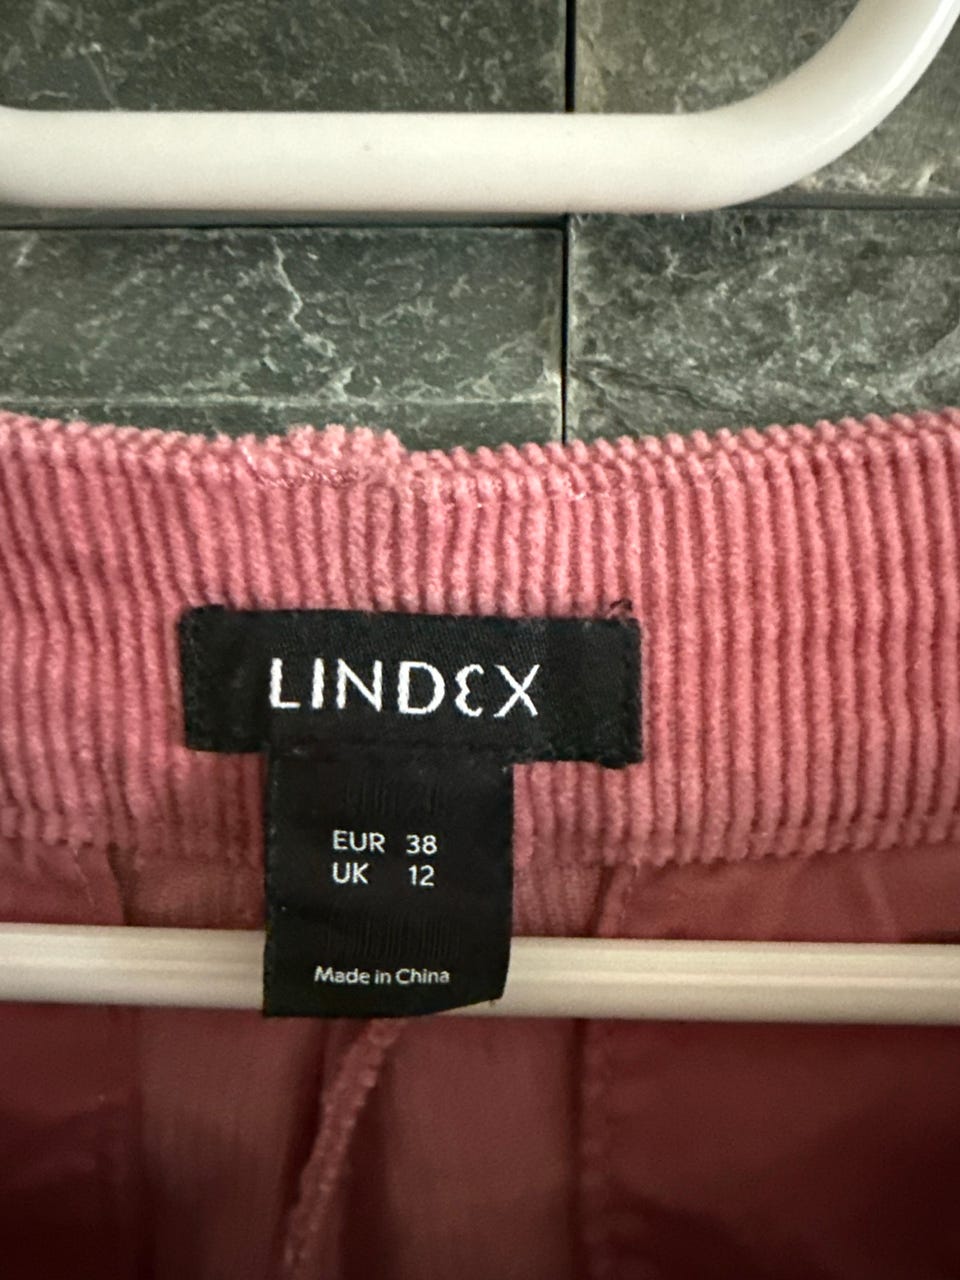 LINDEX
EUR 38
UK 12
Made in China